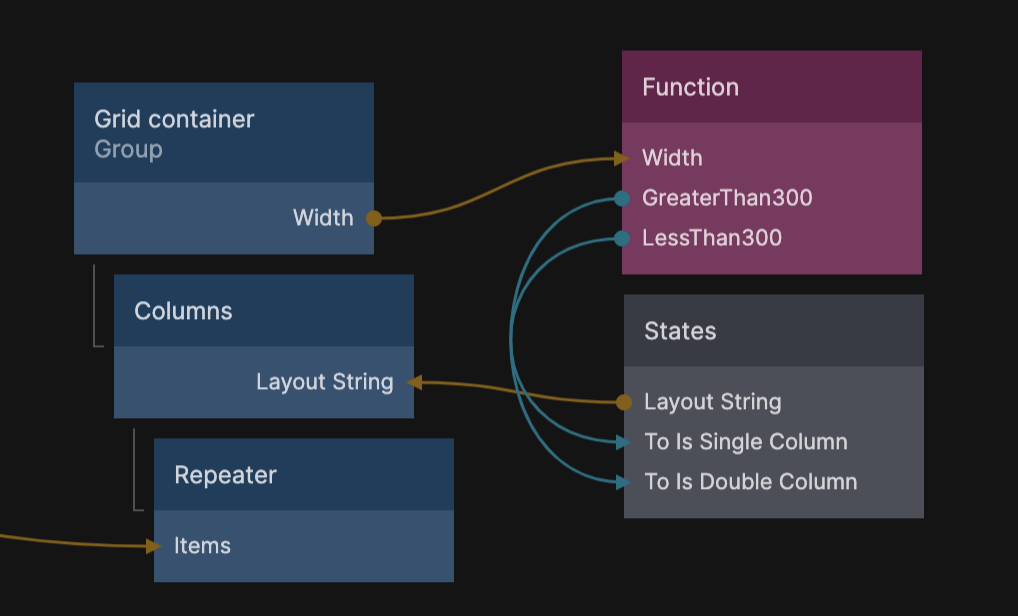 Grid container
Group
Width
Columns
Layout String
Repeater
Items
Function
Width
GreaterThan300
LessThan300
States
Layout String
To Is Single Column
To Is Double Column